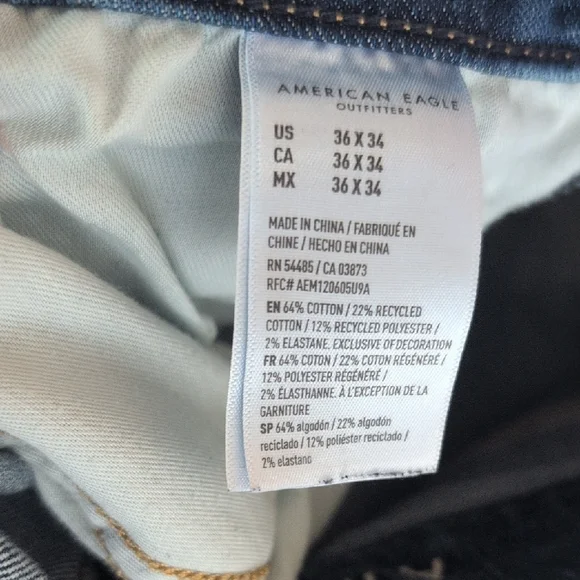 AMERICAN EAGLE
OUTFITTERS
US 36 X 34
CA 36 X 34
MX 36 X 34
MADE IN CHINA / FABRIQUÉ EN
CHINE / HECHO EN CHINA
RN 54485 / CA 03873
RFC# AEM120605U9A
EN 64% COTTON / 22% RECYCLED
COTTON / 12% RECYCLED POLYESTER /
2% ELASTANE. EXCLUSIVE OF DECORATION
FR 64% COTON / 22% COTON RÉGÉNÉRÉ /
12% POLYESTER RÉGÉNÉRÉ /
2% ÉLASTHANNE. À L'EXCEPTION DE LA
GARNITURE
SP 64% algodón / 22% algodón
reciclado / 12% poliéster reciclado /
2% elastano